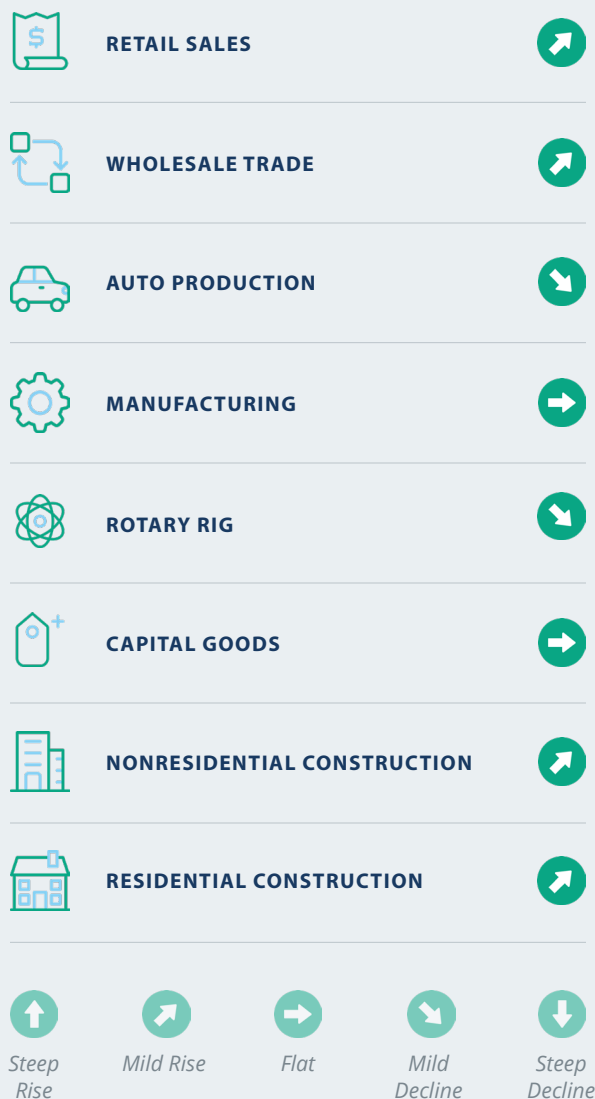 $
RETAIL SALES
WHOLESALE TRADE
AUTO PRODUCTION
MANUFACTURING
ROTARY RIG
CAPITAL GOODS
NONRESIDENTIAL CONSTRUCTION
RESIDENTIAL CONSTRUCTION
Steep
Rise
Mild Rise
Flat
Mild
Decline
Steep
Decline